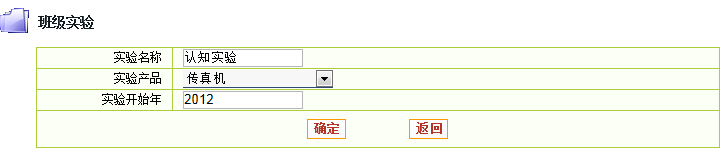 班级实验
实验名称 认知实验
实验产品 传真机
实验开始年 2012
确定 返回